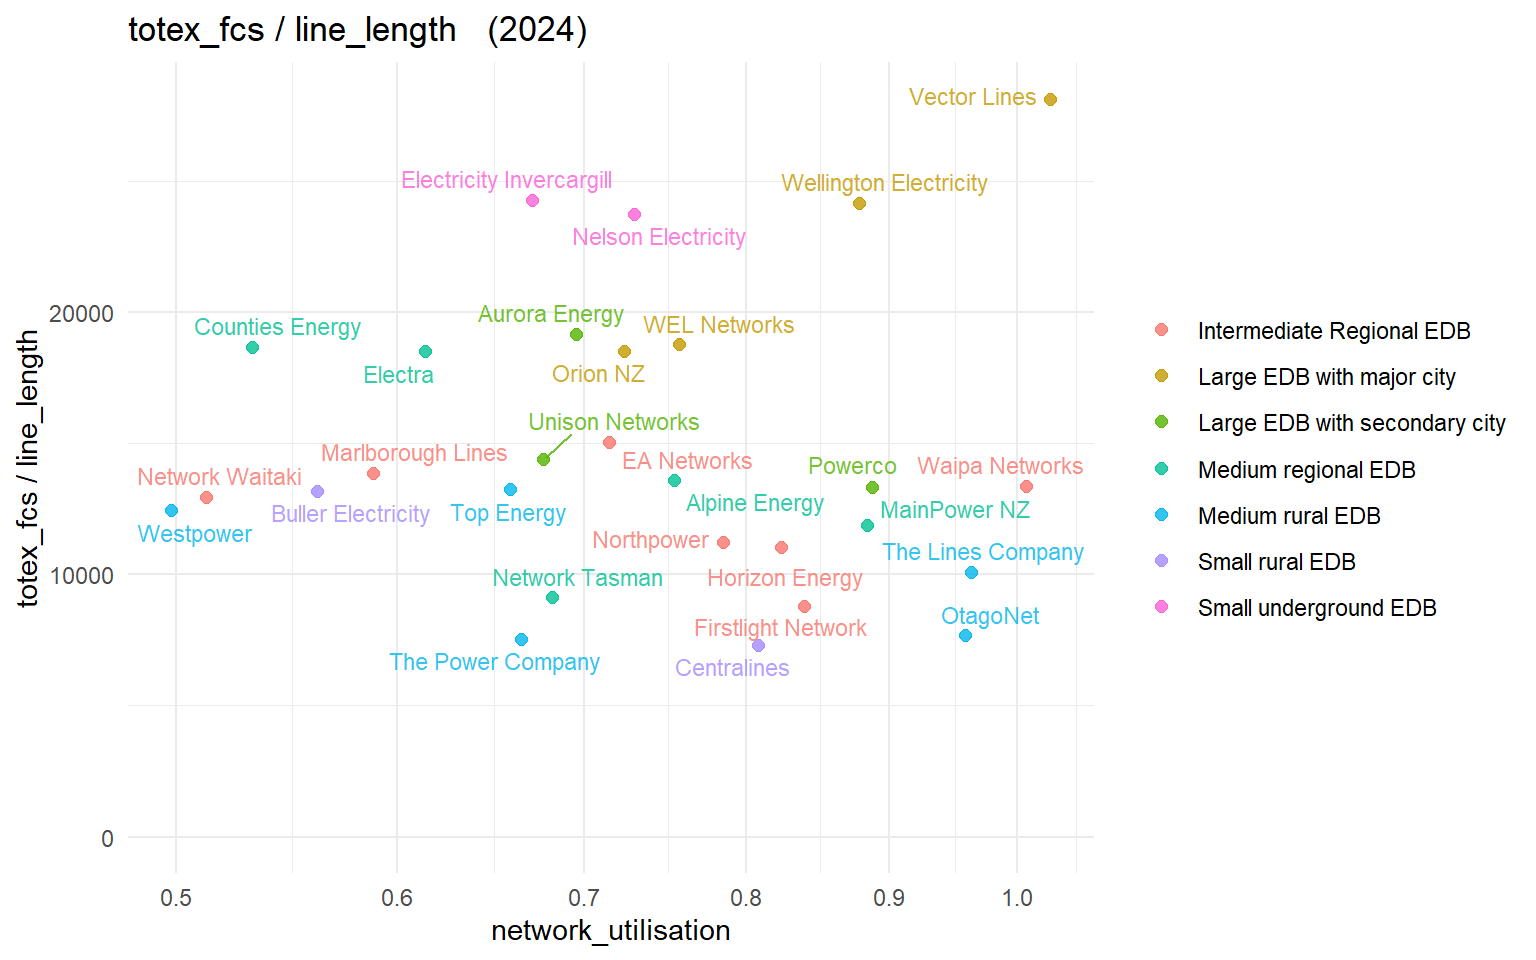 totex_fcs / line_length (2024)
Vector Lines
Electricity Invercargill
Wellington Electricity
Nelson Electricity
20000
Counties Energy
Aurora Energy
WEL Networks
Electra
Orion NZ
Unison Networks
Marlborough Lines
EA Networks
Powerco
Waipa Networks
Network Waitaki
Buller Electricity
Top Energy
Alpine Energy
MainPower NZ
Westpower
Northpower
The Lines Company
10000
Network Tasman
Horizon Energy
OtagoNet
Firstlight Network
The Power Company
Centralines
0
0.5
0.6
0.7
0.8
0.9
1.0
network_utilisation
totex_fcs / line_length
Intermediate Regional EDB
Large EDB with major city
Large EDB with secondary city
Medium regional EDB
Medium rural EDB
Small rural EDB
Small underground EDB